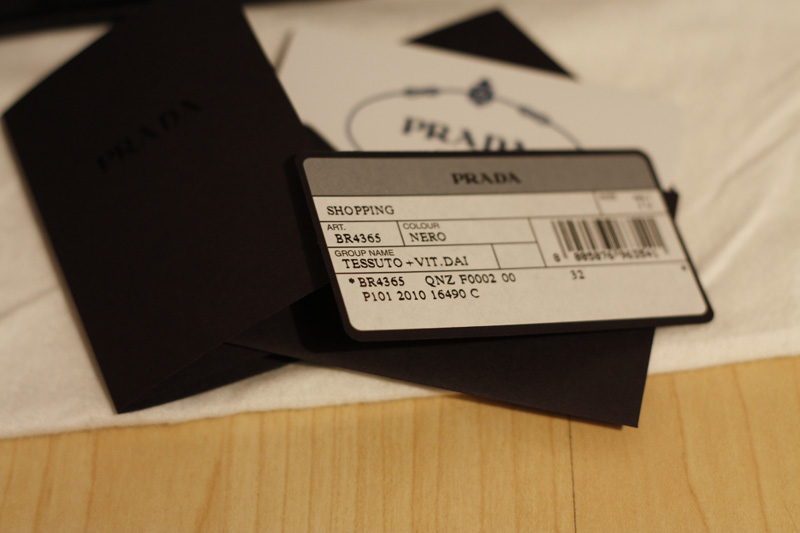 PRADA
PRADA
PRADA
SHOPPING
ART.
COLOUR
BR4365
NERO
GROUP NAME
TESSUTO+VIT.DAI
*BR4365 QNZ F0002 00 32
P101 2010 16490 C